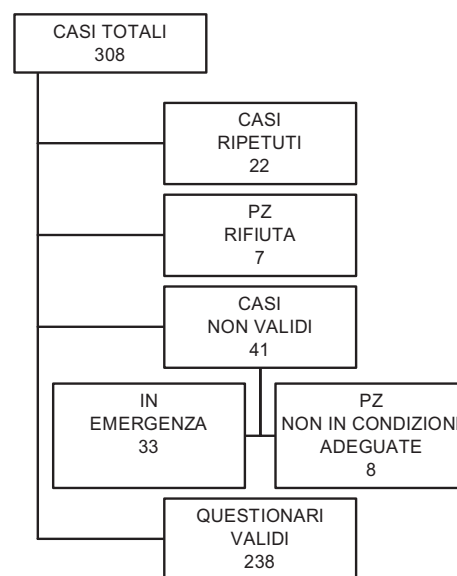 CASI TOTALI
308
CASI
RIPETUTI
22
PZ
RIFIUTA
7
CASI
NON VALIDI
41
IN
EMERGENZA
33
PZ
NON IN CONDIZIONI
ADEGUATE
8
QUESTIONARI
VALIDI
238